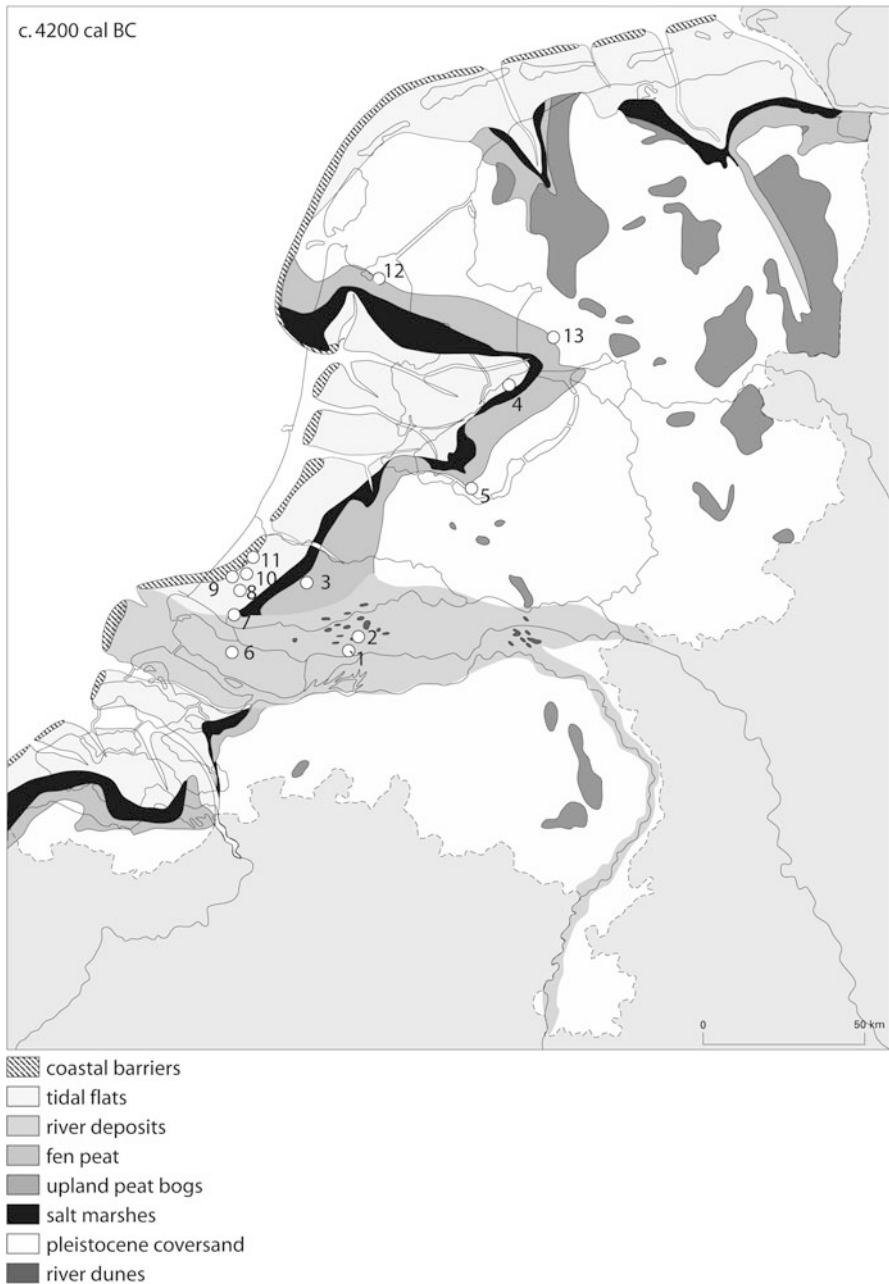 c. 4200 cal BC
12
13
4
5
11
10
9
8
3
7
2
6
1
0 50 km
coastal barriers
tidal flats
river deposits
fen peat
upland peat bogs
salt marshes
pleistocene coversand
river dunes